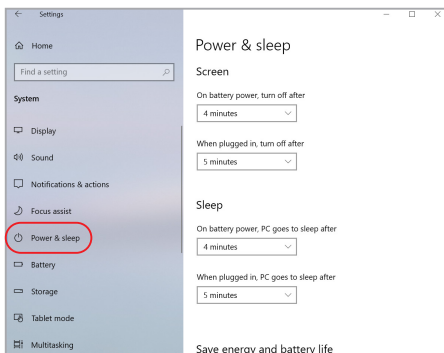 Settings
Home
Find a setting
System
Display
Sound
Notifications & actions
Focus assist
Power & sleep
Battery
Storage
Tablet mode
Multitasking
Power & sleep
Screen
On battery power, turn off after
4 minutes
When plugged in, turn off after
5 minutes
Sleep
On battery power, PC goes to sleep after
4 minutes
When plugged in, PC goes to sleep after
5 minutes
Save energy and battery life